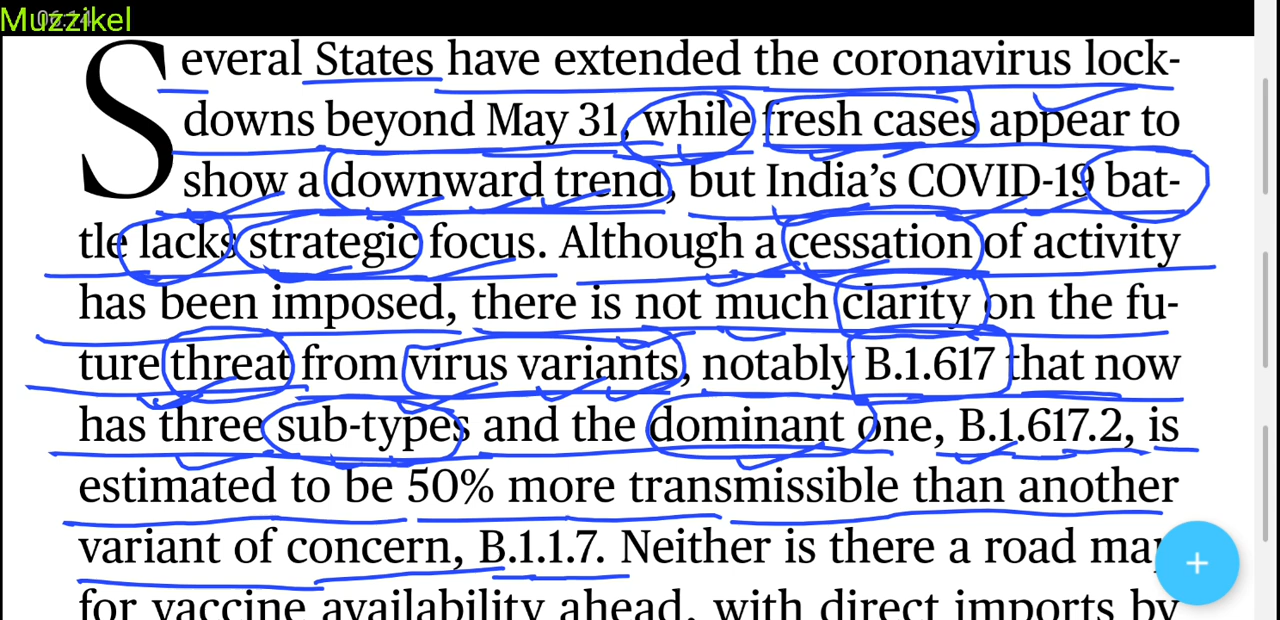 Muzzikel
Several States have extended the coronavirus lock-
downs beyond May 31, while fresh cases appear to
show a downward trend, but India's COVID-19 bat-
tle lacks strategic focus. Although a cessation of activity
has been imposed, there is not much clarity on the fu-
ture threat from virus variants, notably B.1.617 that now
has three sub-types and the dominant one, B.1.617.2, is
estimated to be 50% more transmissible than another
variant of concern, B.1.1.7. Neither is there a road map
for vaccine availability ahead, with direct imports by
+